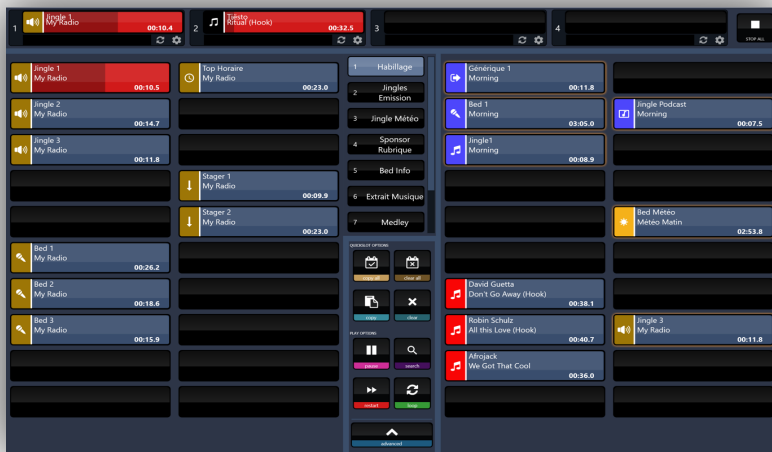 1
Jingle 1
My Radio
00:10.4
2
Tiësto
Ritual (Hook)
00:32.5
3
4
STOP ALL
Jingle 1
My Radio
00:10.5
Jingle 2
My Radio
00:14.7
Jingle 3
My Radio
00:11.8
Bed 1
My Radio
00:26.2
Bed 2
My Radio
00:18.6
Bed 3
My Radio
00:15.9
Top Horaire
My Radio
00:23.0
Stager 1
My Radio
00:09.9
Stager 2
My Radio
00:23.0
1 Habillage
2 Jingles
Emission
3 Jingle Météo
4 Sponsor
Rubrique
5 Bed Info
6 Extrait Musique
7 Medley
QUICKSLOT OPTIONS
copy all
clear all
copy
clear
PLAY OPTIONS
pause
search
restart
loop
advanced
Générique 1
Morning
00:11.8
Bed 1
Morning
03:05.0
Jingle1
Morning
00:08.9
David Guetta
Don't Go Away (Hook)
00:38.1
Robin Schulz
All this Love (Hook)
00:40.7
Afrojack
We Got That Cool
00:36.0
Jingle Podcast
Morning
00:07.5
Bed Météo
Météo Matin
02:53.8
Jingle 3
My Radio
00:11.8